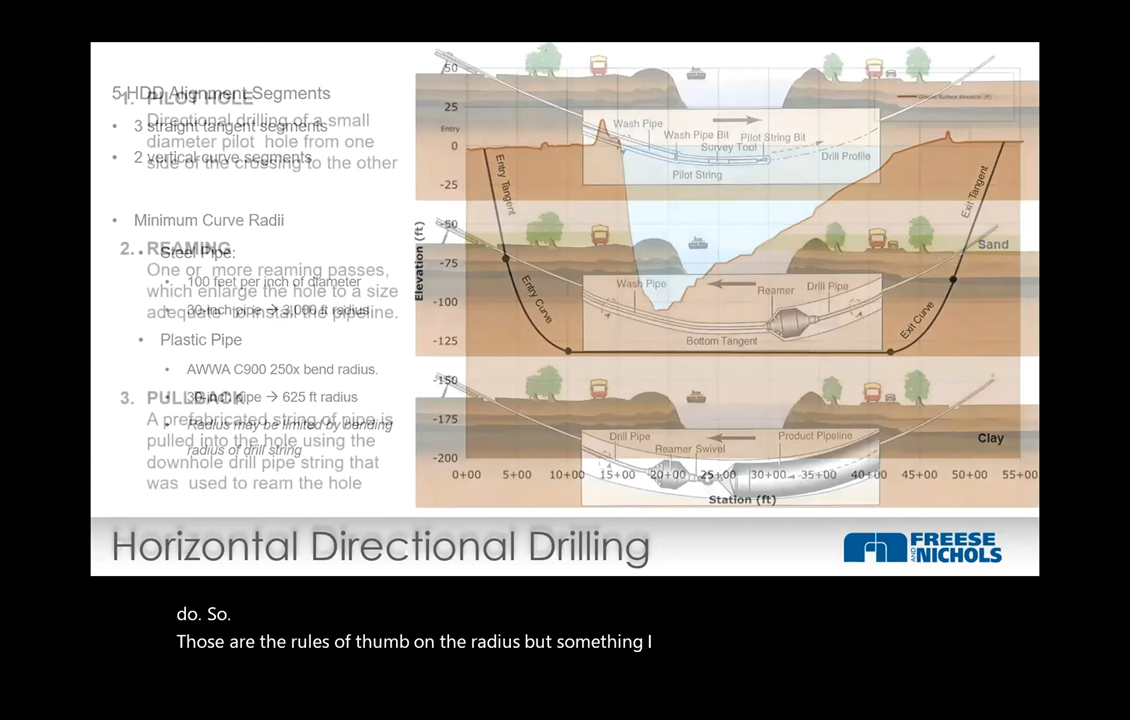 5 HDD Alignment Segments
• 3 straight tangent segments
• 2 vertical curve segments
• Minimum Curve Radii
• Steel Pipe:
• 100 feet per inch of diameter
• 30-inch pipe → 3,000 ft radius
• Plastic Pipe
• AWWA C900 250x bend radius.
• 30-inch pipe → 625 ft radius
• Radius may be limited by bending
radius of drill string
1. PILOT HOLE
Directional drilling of a small
diameter pilot hole from one
side of the crossing to the other
2. REAMING
One or more reaming passes,
which enlarge the hole to a size
adequate to install the pipeline.
3. PULLBACK
A prefabricated string of pipe is
pulled into the hole using the
downhole drill pipe string that
was used to ream the hole
Elevation (ft)
50
25
Entry
0
-25
-50
-75
-100
-125
-150
-175
-200
0+00 5+00 10+00 15+00 20+00 25+00 30+00 35+00 40+00 45+00 50+00 55+00
Station (ft)
Ground Surface Elevation (ft)
Entry Tangent
Entry Curve
Bottom Tangent
Exit Curve
Exit Tangent
Sand
Clay
Wash Pipe
Wash Pipe Bit
Survey Tool
Pilot String Bit
Drill Profile
Pilot String
Wash Pipe
Reamer
Drill Pipe
Drill Pipe
Reamer Swivel
Product Pipeline
Horizontal Directional Drilling
FREESE
AND NICHOLS
do. So.
Those are the rules of thumb on the radius but something I